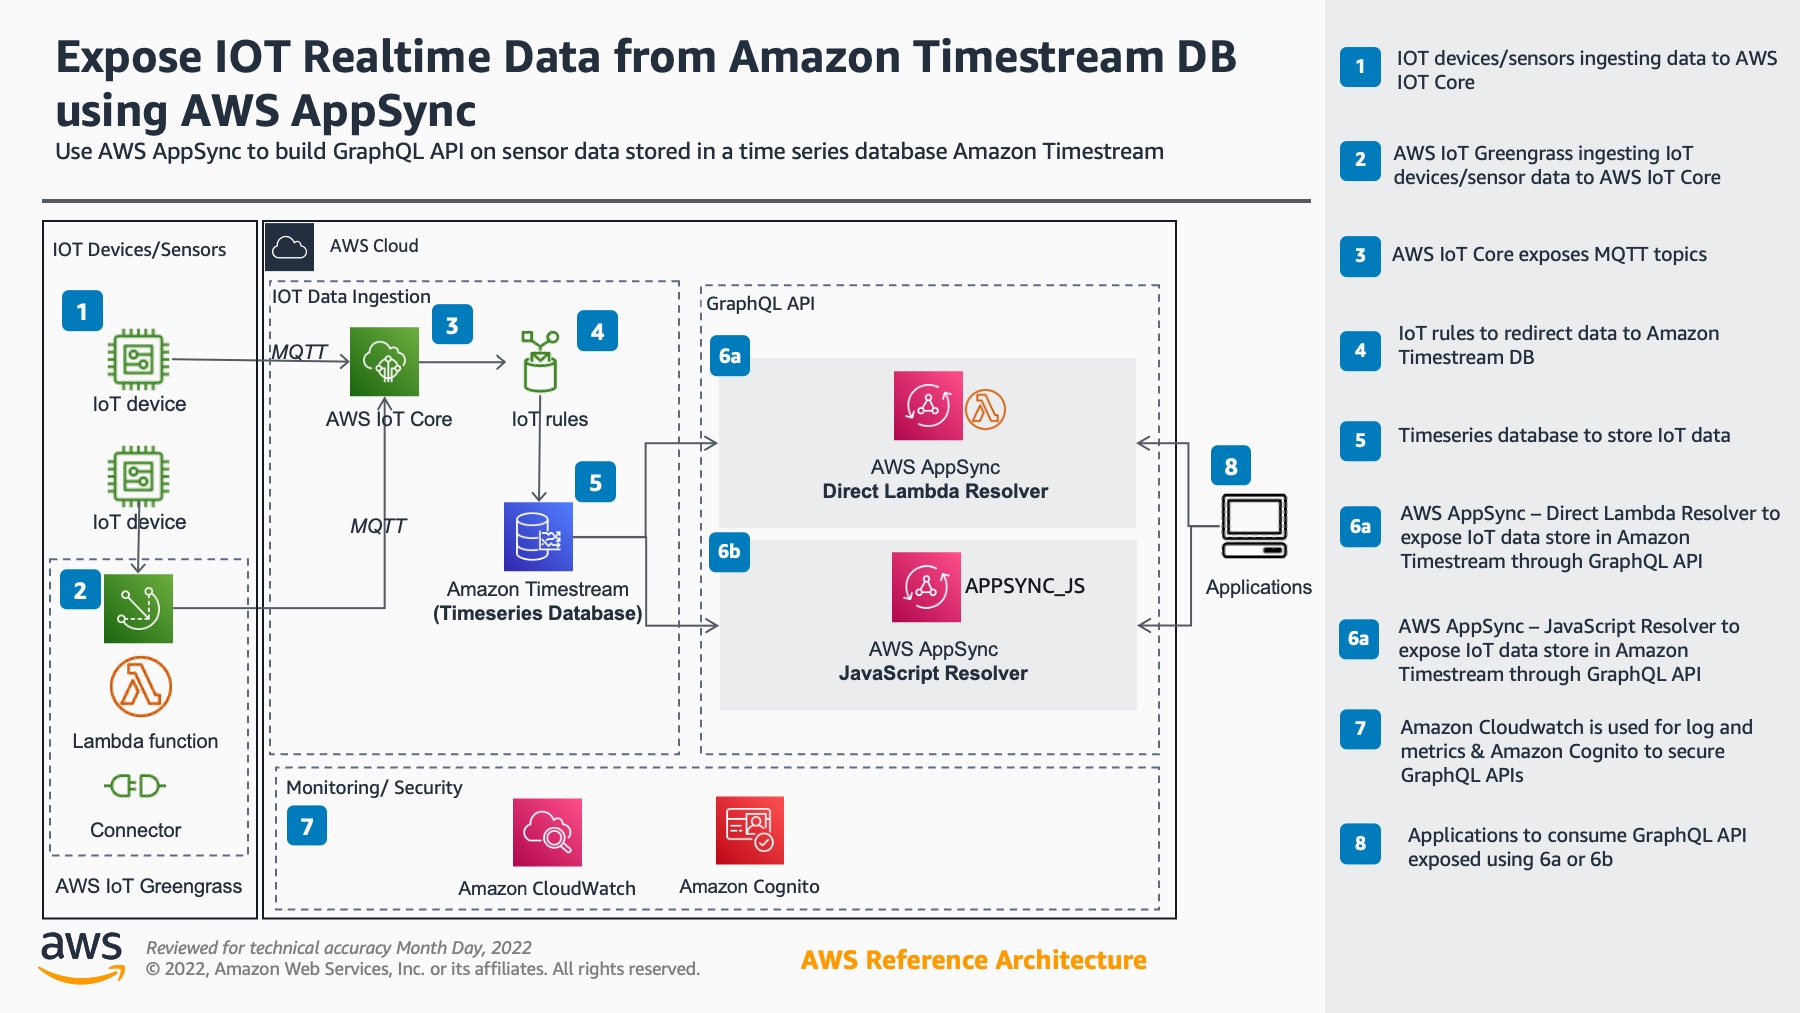 Expose IOT Realtime Data from Amazon Timestream DB
using AWS AppSync
Use AWS AppSync to build GraphQL API on sensor data stored in a time series database Amazon Timestream
IOT Devices/Sensors
1
IoT device
IoT device
2
Lambda function
Connector
AWS IoT Greengrass
AWS Cloud
IOT Data Ingestion
MQTT
3
AWS IoT Core
4
IoT rules
MQTT
5
Amazon Timestream
(Timeseries Database)
GraphQL API
6a
AWS AppSync
Direct Lambda Resolver
6b
APPSYNC_JS
AWS AppSync
JavaScript Resolver
8
Applications
Monitoring/ Security
7
Amazon CloudWatch
Amazon Cognito
aws
Reviewed for technical accuracy Month Day, 2022
© 2022, Amazon Web Services, Inc. or its affiliates. All rights reserved.
AWS Reference Architecture
1
IOT devices/sensors ingesting data to AWS
IOT Core
2
AWS IoT Greengrass ingesting IoT
devices/sensor data to AWS IoT Core
3
AWS IoT Core exposes MQTT topics
4
IoT rules to redirect data to Amazon
Timestream DB
5
Timeseries database to store IoT data
6a
AWS AppSync – Direct Lambda Resolver to
expose IoT data store in Amazon
Timestream through GraphQL API
6a
AWS AppSync – JavaScript Resolver to
expose IoT data store in Amazon
Timestream through GraphQL API
7
Amazon Cloudwatch is used for log and
metrics & Amazon Cognito to secure
GraphQL APIs
8
Applications to consume GraphQL API
exposed using 6a or 6b